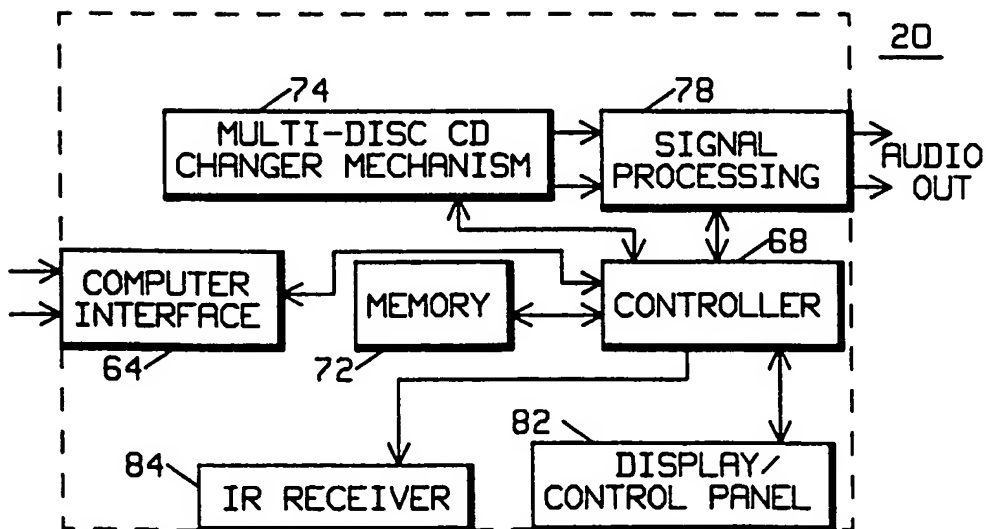 20
74
78
MULTI-DISC CD
CHANGER MECHANISM
SIGNAL
PROCESSING
AUDIO
OUT
68
COMPUTER
INTERFACE
MEMORY
CONTROLLER
64
72
82
84
IR RECEIVER
DISPLAY/
CONTROL PANEL